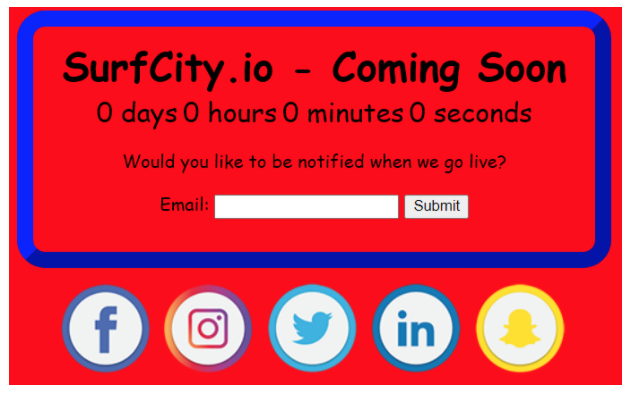 SurfCity.io - Coming Soon
0 days 0 hours 0 minutes 0 seconds
Would you like to be notified when we go live?
Email: Submit
f in